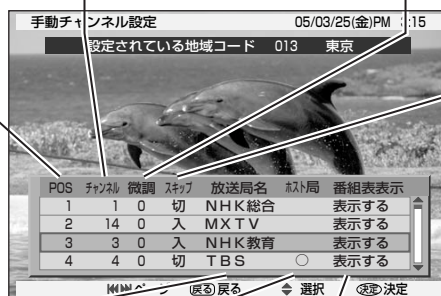 手動チャンネル設定 05/03/25(金)PM 3:15
設定されている地域コード 013 東京
POS チャンネル 微調 スキップ 放送局名 ホスト局 番組表表示
1 1 0 切 NHK総合 表示する
2 14 0 入 MXTV 表示する
3 3 0 入 NHK教育 表示する
4 4 0 切 TBS ○ 表示する
戻る 戻る 選択 決定 決定